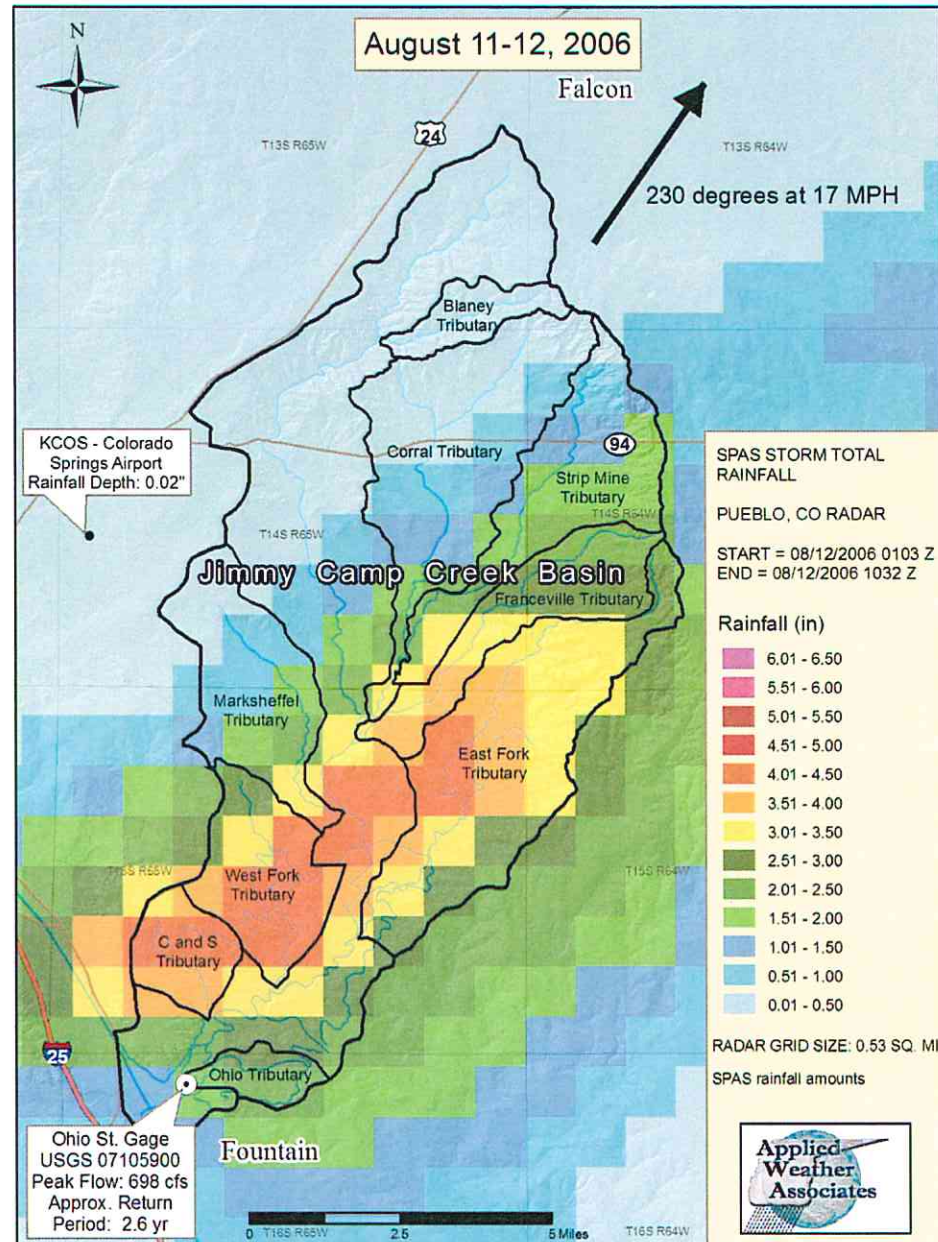 N
August 11-12, 2006
Falcon
24
T13S R65W
T13S R64W
230 degrees at 17 MPH
Blaney
Tributary
KCOS - Colorado
Springs Airport
Rainfall Depth: 0.02"
Corral Tributary
94
Strip Mine
Tributary
T14S R65W
T14S R64W
Jimmy Camp Creek Basin
Franceville Tributary
Marksheffel
Tributary
East Fork
Tributary
T15S R65W
T15S R64W
West Fork
Tributary
C and S
Tributary
25
Ohio Tributary
Ohio St. Gage
USGS 07105900
Peak Flow: 698 cfs
Approx. Return
Period: 2.6 yr
Fountain
0 2.5 5 Miles
T16S R65W
T16S R64W
SPAS STORM TOTAL
RAINFALL
PUEBLO, CO RADAR
START = 08/12/2006 0103 Z
END = 08/12/2006 1032 Z
Rainfall (in)
6.01 - 6.50
5.51 - 6.00
5.01 - 5.50
4.51 - 5.00
4.01 - 4.50
3.51 - 4.00
3.01 - 3.50
2.51 - 3.00
2.01 - 2.50
1.51 - 2.00
1.01 - 1.50
0.51 - 1.00
0.01 - 0.50
RADAR GRID SIZE: 0.53 SQ. MI
SPAS rainfall amounts
Applied
Weather
Associates